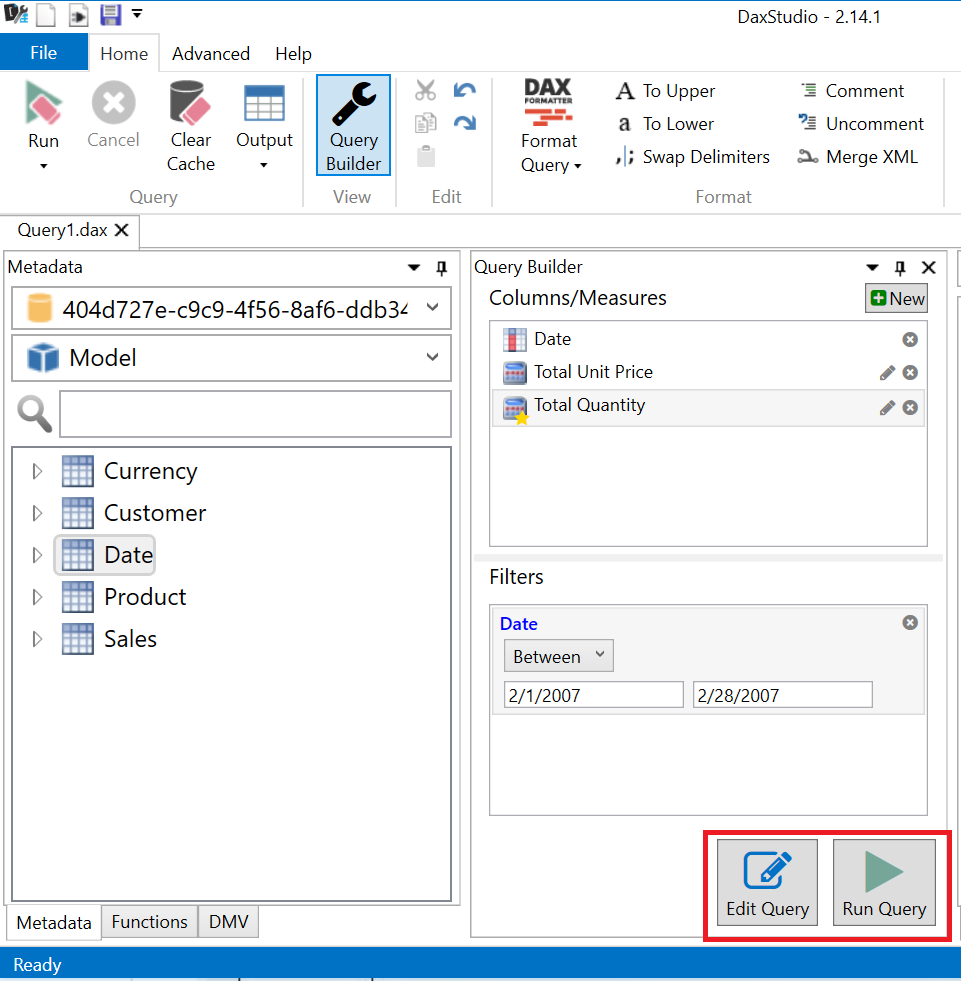 DaxStudio - 2.14.1
File Home Advanced Help
Run
Cancel
Clear
Cache
Output
Query
Builder
DAX
FORMATTER
Format
Query
A To Upper
a To Lower
Swap Delimiters
Comment
Uncomment
Merge XML
Query View Edit Format
Query1.dax
Metadata
404d727e-c9c9-4f56-8af6-ddb34
Model
Currency
Customer
Date
Product
Sales
Metadata Functions DMV
Query Builder
Columns/Measures
New
Date
Total Unit Price
Total Quantity
Filters
Date
Between
2/1/2007 2/28/2007
Edit Query Run Query
Ready